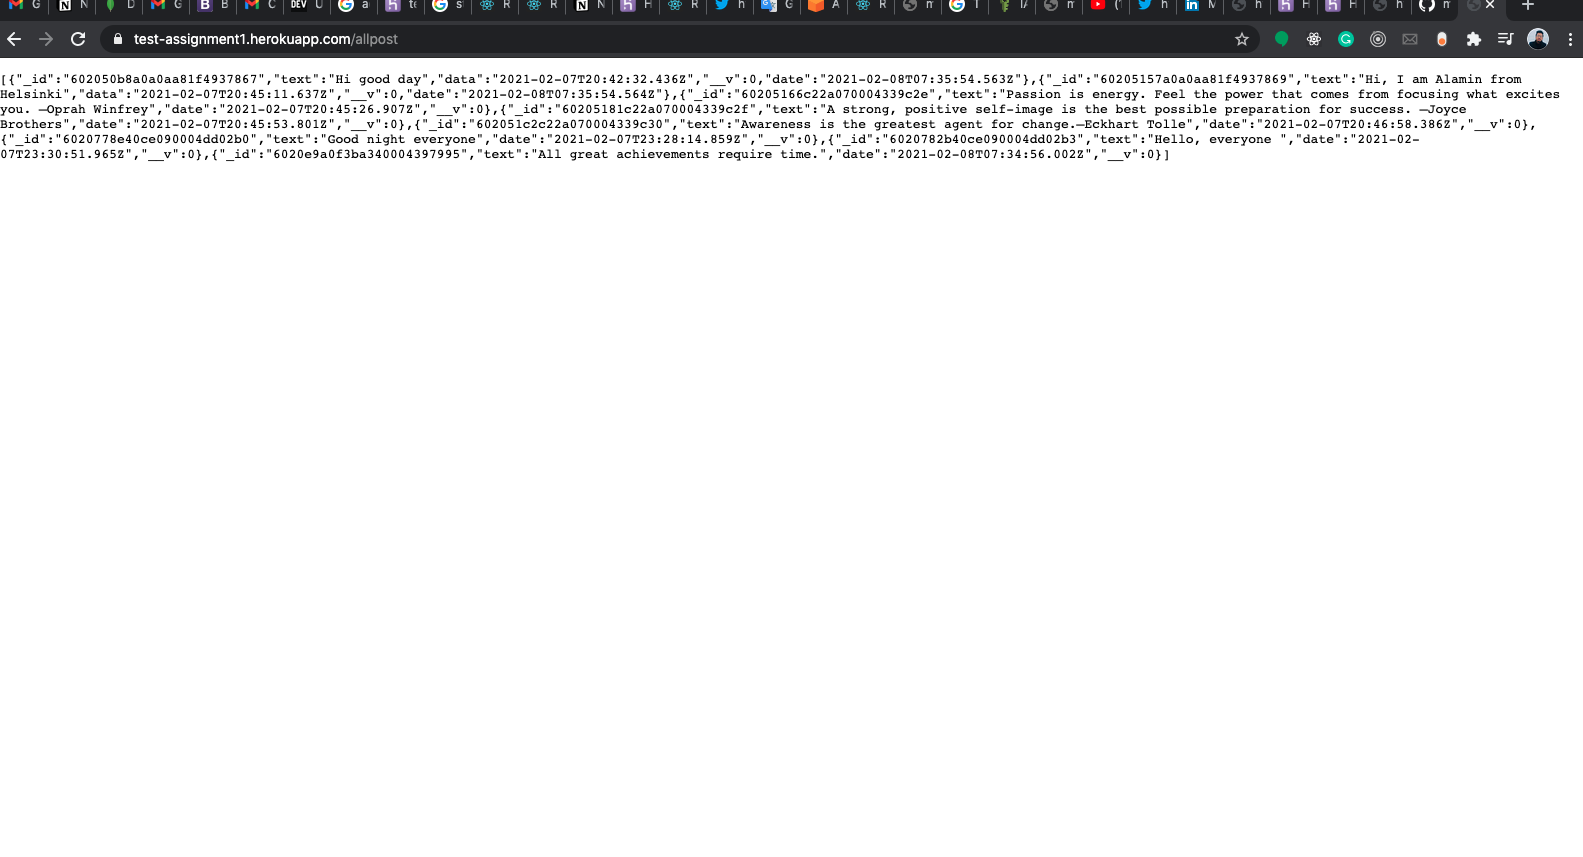 G N D G B C DEV U a te s R R N H R h G A R m T IA m ( h in M h H H h m
test-assignment1.herokuapp.com/allpost
[{"_id":"602050b8a0a0aa81f4937867","text":"Hi good day","data":"2021-02-07T20:42:32.436Z","__v":0,"date":"2021-02-08T07:35:54.563Z"},{"_id":"60205157a0a0aa81f4937869","text":"Hi, I am Alamin from
Helsinki","data":"2021-02-07T20:45:11.637Z","__v":0,"date":"2021-02-08T07:35:54.564Z"},{"_id":"60205166c22a070004339c2e","text":"Passion is energy. Feel the power that comes from focusing what excites
you. —Oprah Winfrey","date":"2021-02-07T20:45:26.907Z","__v":0},{"_id":"60205181c22a070004339c2f","text":"A strong, positive self-image is the best possible preparation for success. —Joyce
Brothers","date":"2021-02-07T20:45:53.801Z","__v":0},{"_id":"602051c2c22a070004339c30","text":"Awareness is the greatest agent for change.—Eckhart Tolle","date":"2021-02-07T20:46:58.386Z","__v":0},
{"_id":"6020778e40ce090004dd02b0","text":"Good night everyone","date":"2021-02-07T23:28:14.859Z","__v":0},{"_id":"6020782b40ce090004dd02b3","text":"Hello, everyone ","date":"2021-02-
07T23:30:51.965Z","__v":0},{"_id":"6020e9a0f3ba340004397995","text":"All great achievements require time.","date":"2021-02-08T07:34:56.002Z","__v":0}]